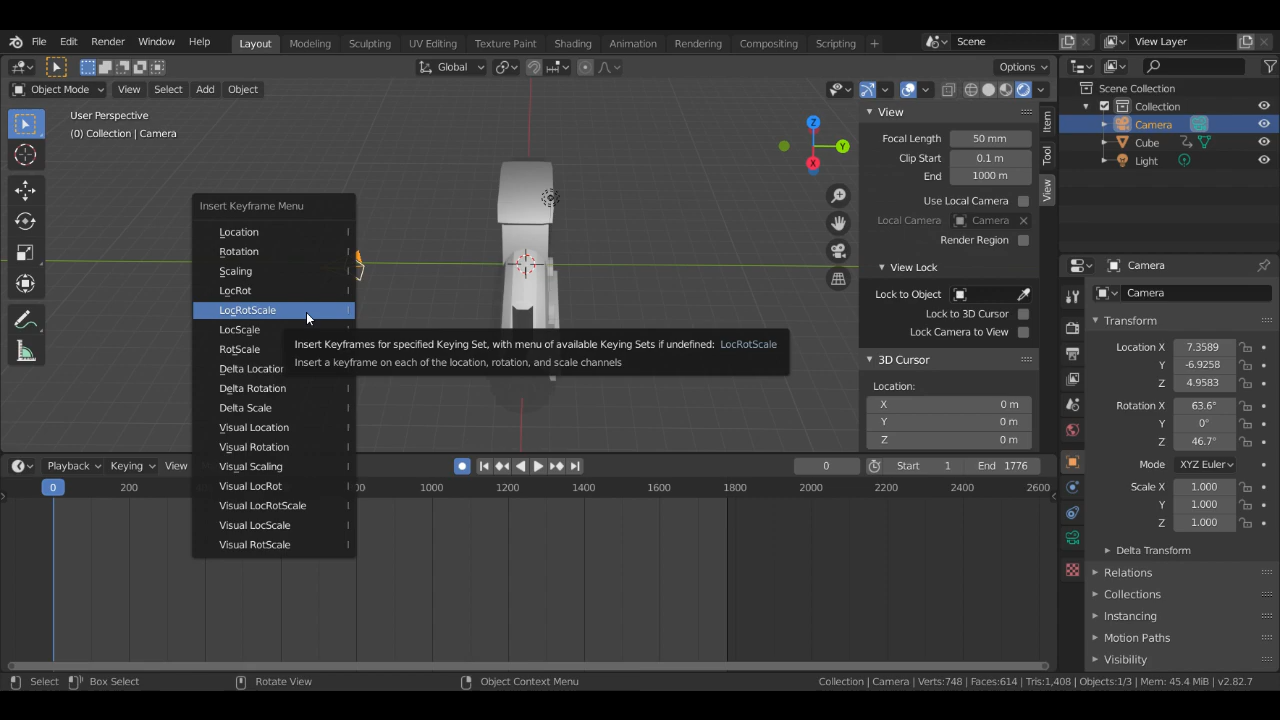 File Edit Render Window Help Layout Modeling Sculpting UV Editing Texture Paint Shading Animation Rendering Compositing Scripting + Scene View Layer
Global Options
Object Mode View Select Add Object
User Perspective
(0) Collection | Camera
Z
Y
X
View
Focal Length 50 mm
Clip Start 0.1 m
End 1000 m
Use Local Camera
Local Camera Camera
Render Region
View Lock
Lock to Object
Lock to 3D Cursor
Lock Camera to View
3D Cursor
Location:
X 0 m
Y 0 m
Z 0 m
Item
Tool
View
Scene Collection
Collection
Camera
Cube
Light
Insert Keyframe Menu
Location I
Rotation I
Scaling I
LocRot I
LocRotScale I
LocScale
RotScale
Delta Location
Delta Rotation I
Delta Scale I
Visual Location I
Visual Rotation I
Visual Scaling I
Visual LocRot I
Visual LocRotScale I
Visual LocScale I
Visual RotScale I
Insert Keyframes for specified Keying Set, with menu of available Keying Sets if undefined: LocRotScale
Insert a keyframe on each of the location, rotation, and scale channels
Camera
Camera
Transform
Location X 7.3589
Y -6.9258
Z 4.9583
Rotation X 63.6°
Y 0°
Z 46.7°
Mode XYZ Euler
Scale X 1.000
Y 1.000
Z 1.000
Delta Transform
Relations
Collections
Instancing
Motion Paths
Visibility
Playback Keying View 0 Start 1 End 1776
0 200 1000 1200 1400 1600 1800 2000 2200 2400 2600
Select Box Select Rotate View Object Context Menu Collection | Camera | Verts:748 | Faces:614 | Tris:1,408 | Objects:1/3 | Mem: 45.4 MiB | v2.82.7